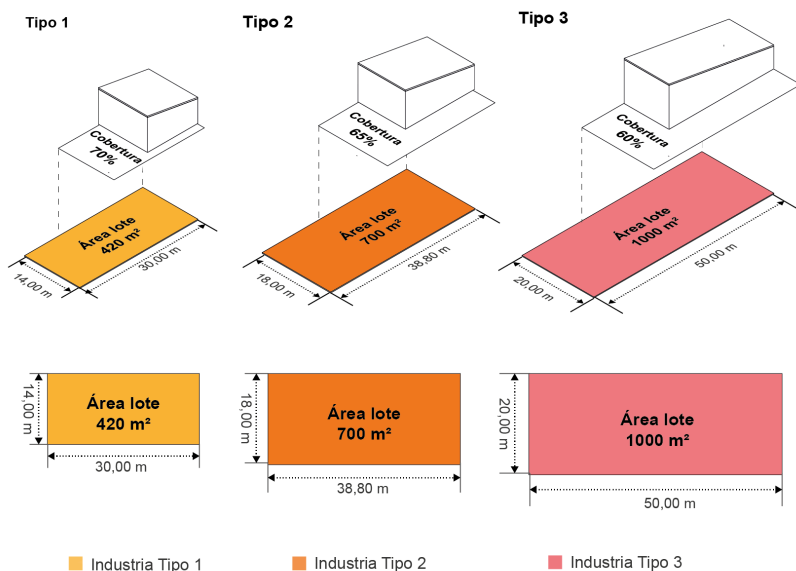 Tipo 1
Tipo 2
Tipo 3
Cobertura
70%
Cobertura
65%
Cobertura
60%
Área lote
420 m²
14,00 m
30,00 m
Área lote
700 m²
18,00 m
38,80 m
Área lote
1000 m²
20,00 m
50,00 m
14,00 m
Área lote
420 m²
30,00 m
18,00 m
Área lote
700 m²
38,80 m
20,00 m
Área lote
1000 m²
50,00 m
Industria Tipo 1
Industria Tipo 2
Industria Tipo 3